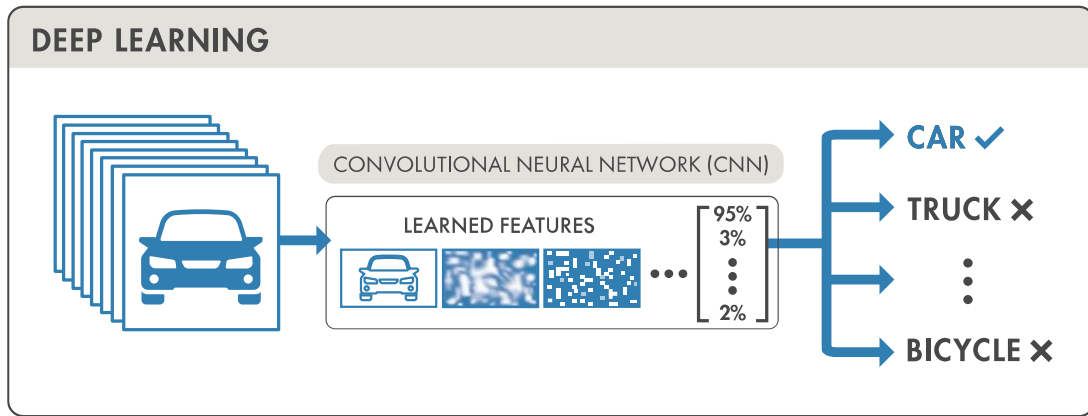 DEEP LEARNING
CONVOLUTIONAL NEURAL NETWORK (CNN)
LEARNED FEATURES
95%
3%
2%
CAR
TRUCK
BICYCLE